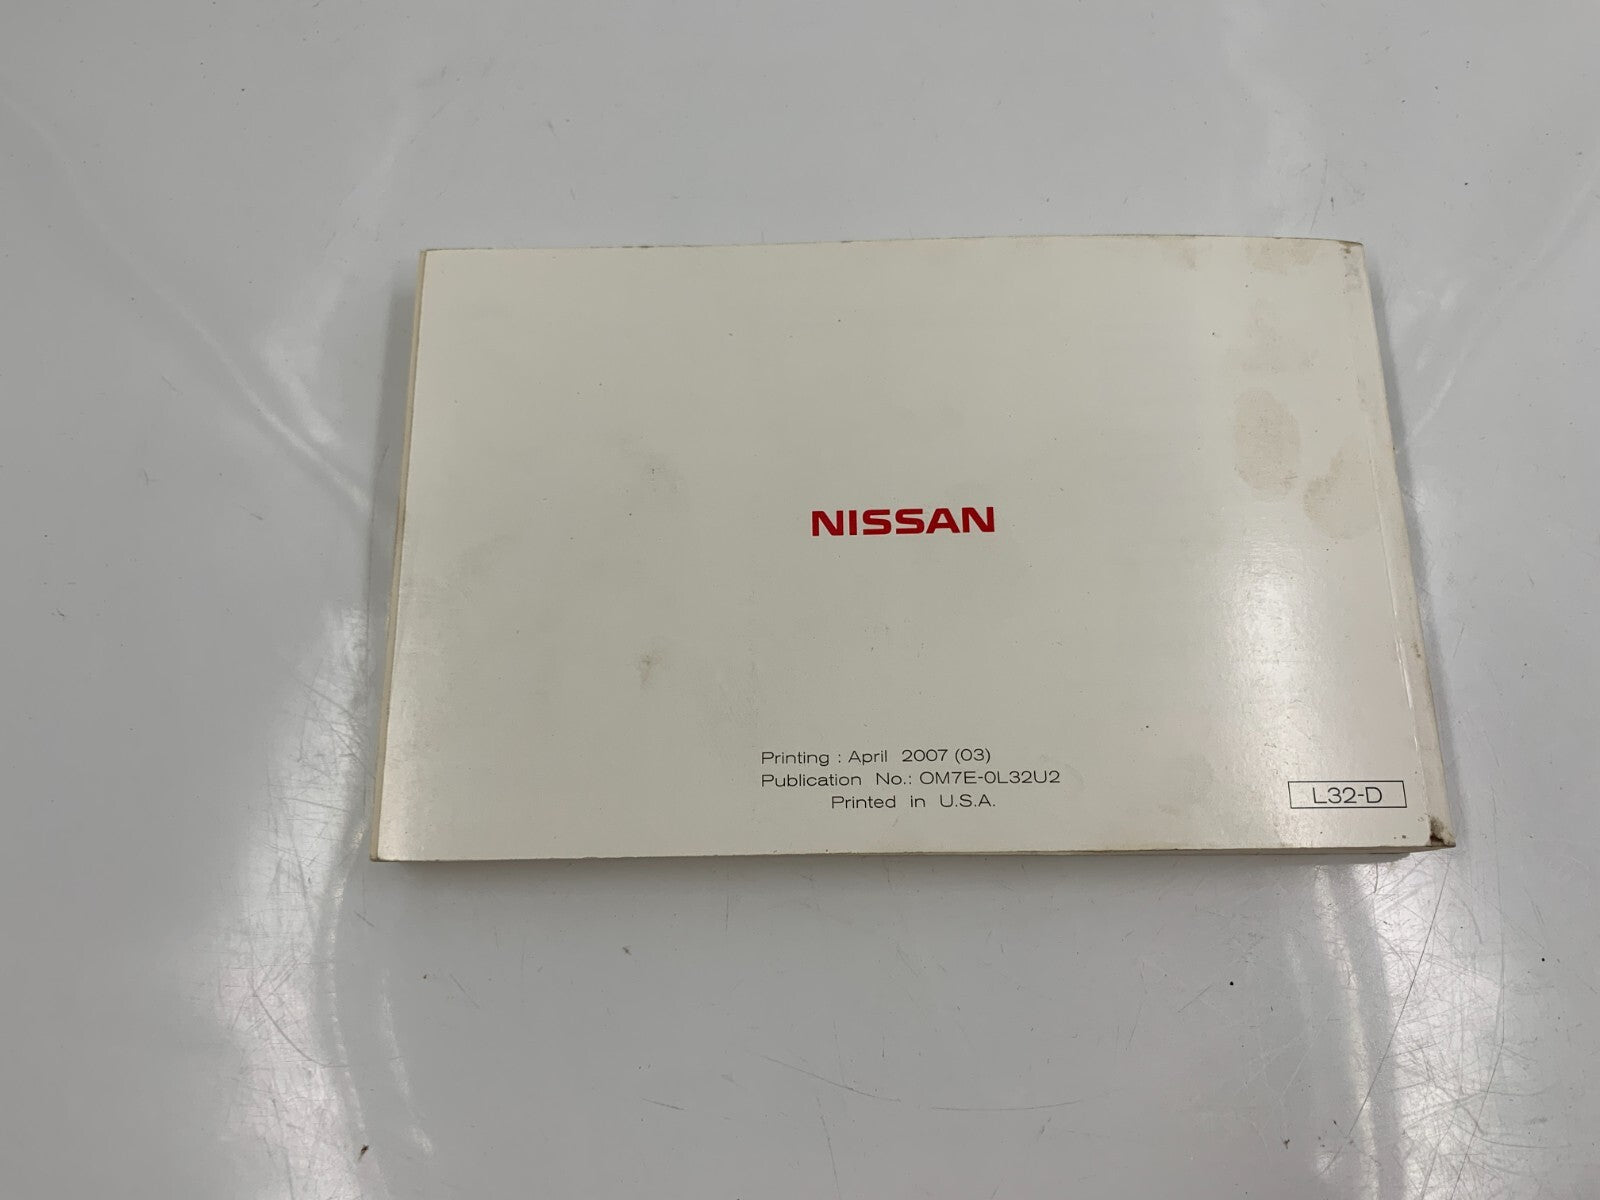 NISSAN
Printing : April 2007 (03)
Publication No.: OM7E-0L32U2
Printed in U.S.A.
L32-D